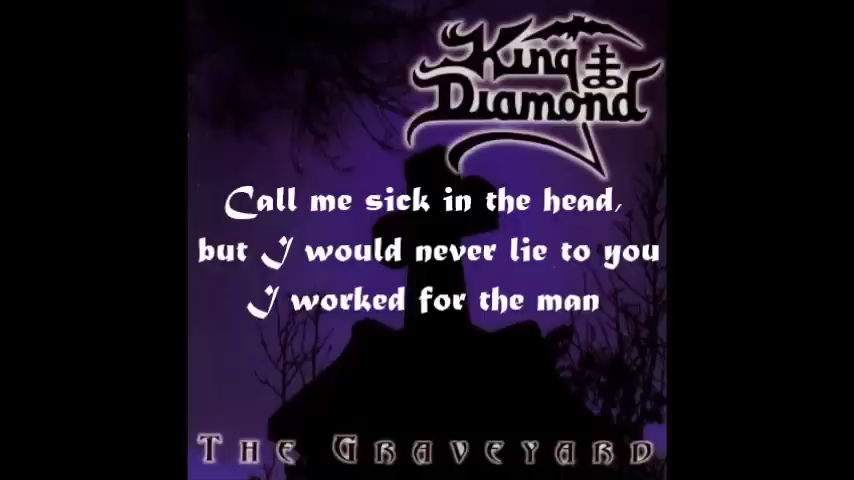 King
Diamond
Call me sick in the head,
but I would never lie to you
I worked for the man
The Graveyard